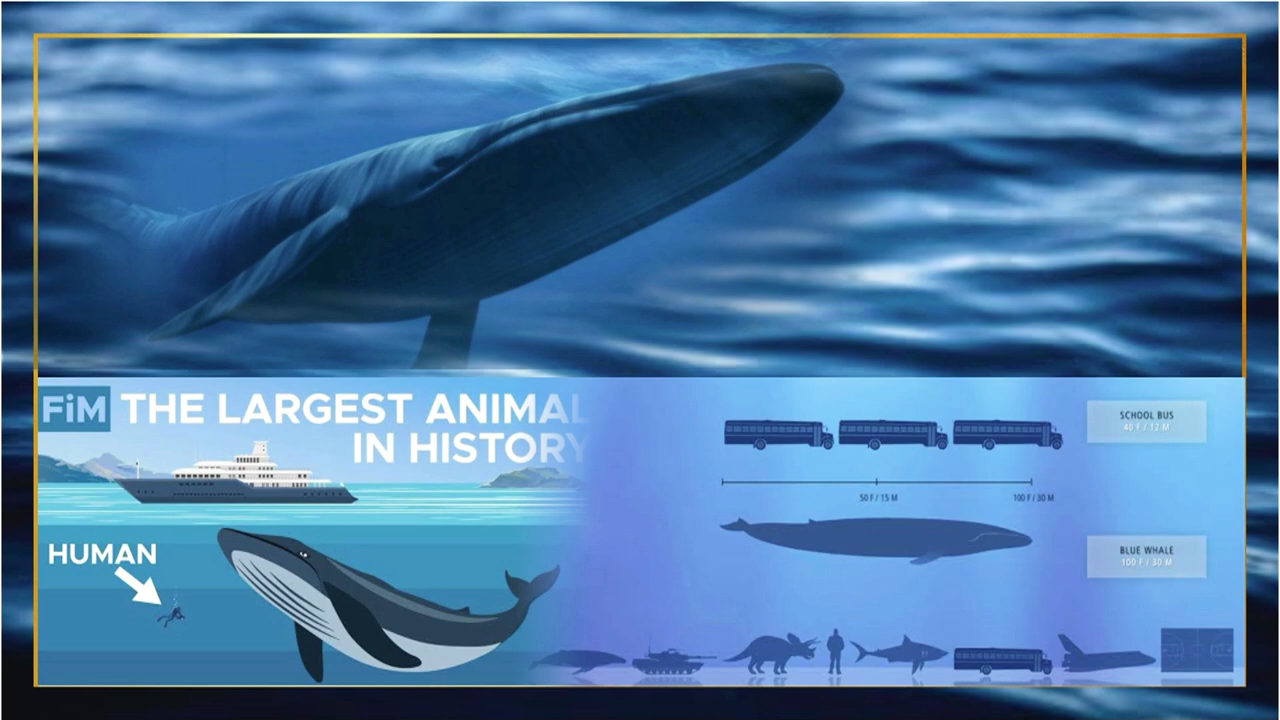 FiM THE LARGEST ANIMAL
IN HISTORY
HUMAN
SCHOOL BUS
40 F / 12 M
50 F / 15 M
100 F / 30 M
BLUE WHALE
100 F / 30 M